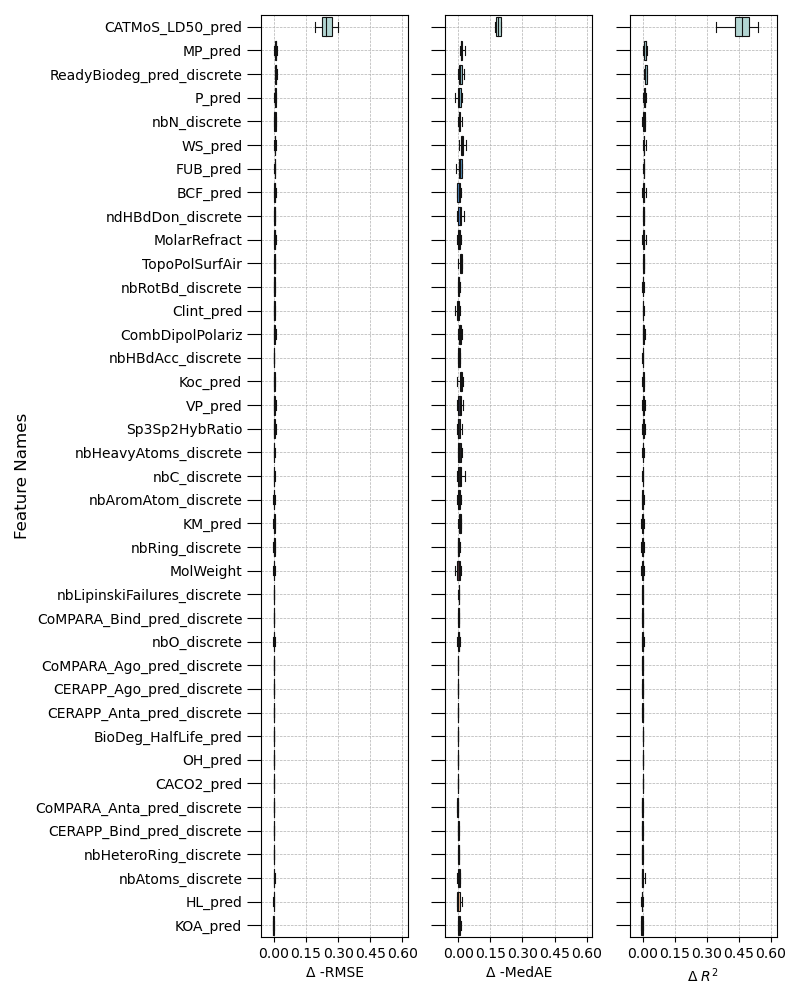 CATMoS_LD50_pred
MP_pred
ReadyBiodeg_pred_discrete
P_pred
nbN_discrete
WS_pred
FUB_pred
BCF_pred
ndHBdDon_discrete
MolarRefract
TopoPolSurfAir
nbRotBd_discrete
Clint_pred
CombDipolPolariz
nbHBdAcc_discrete
Koc_pred
VP_pred
Sp3Sp2HybRatio
nbHeavyAtoms_discrete
nbC_discrete
nbAromAtom_discrete
KM_pred
nbRing_discrete
MolWeight
nbLipinskiFailures_discrete
CoMPARA_Bind_pred_discrete
nbO_discrete
CoMPARA_Ago_pred_discrete
CERAPP_Ago_pred_discrete
CERAPP_Anta_pred_discrete
BioDeg_HalfLife_pred
OH_pred
CACO2_pred
CoMPARA_Anta_pred_discrete
CERAPP_Bind_pred_discrete
nbHeteroRing_discrete
nbAtoms_discrete
HL_pred
KOA_pred
Feature Names
0.00 0.15 0.30 0.45 0.60
Δ -RMSE
0.00 0.15 0.30 0.45 0.60
Δ -MedAE
0.00 0.15 0.30 0.45 0.60
Δ R²